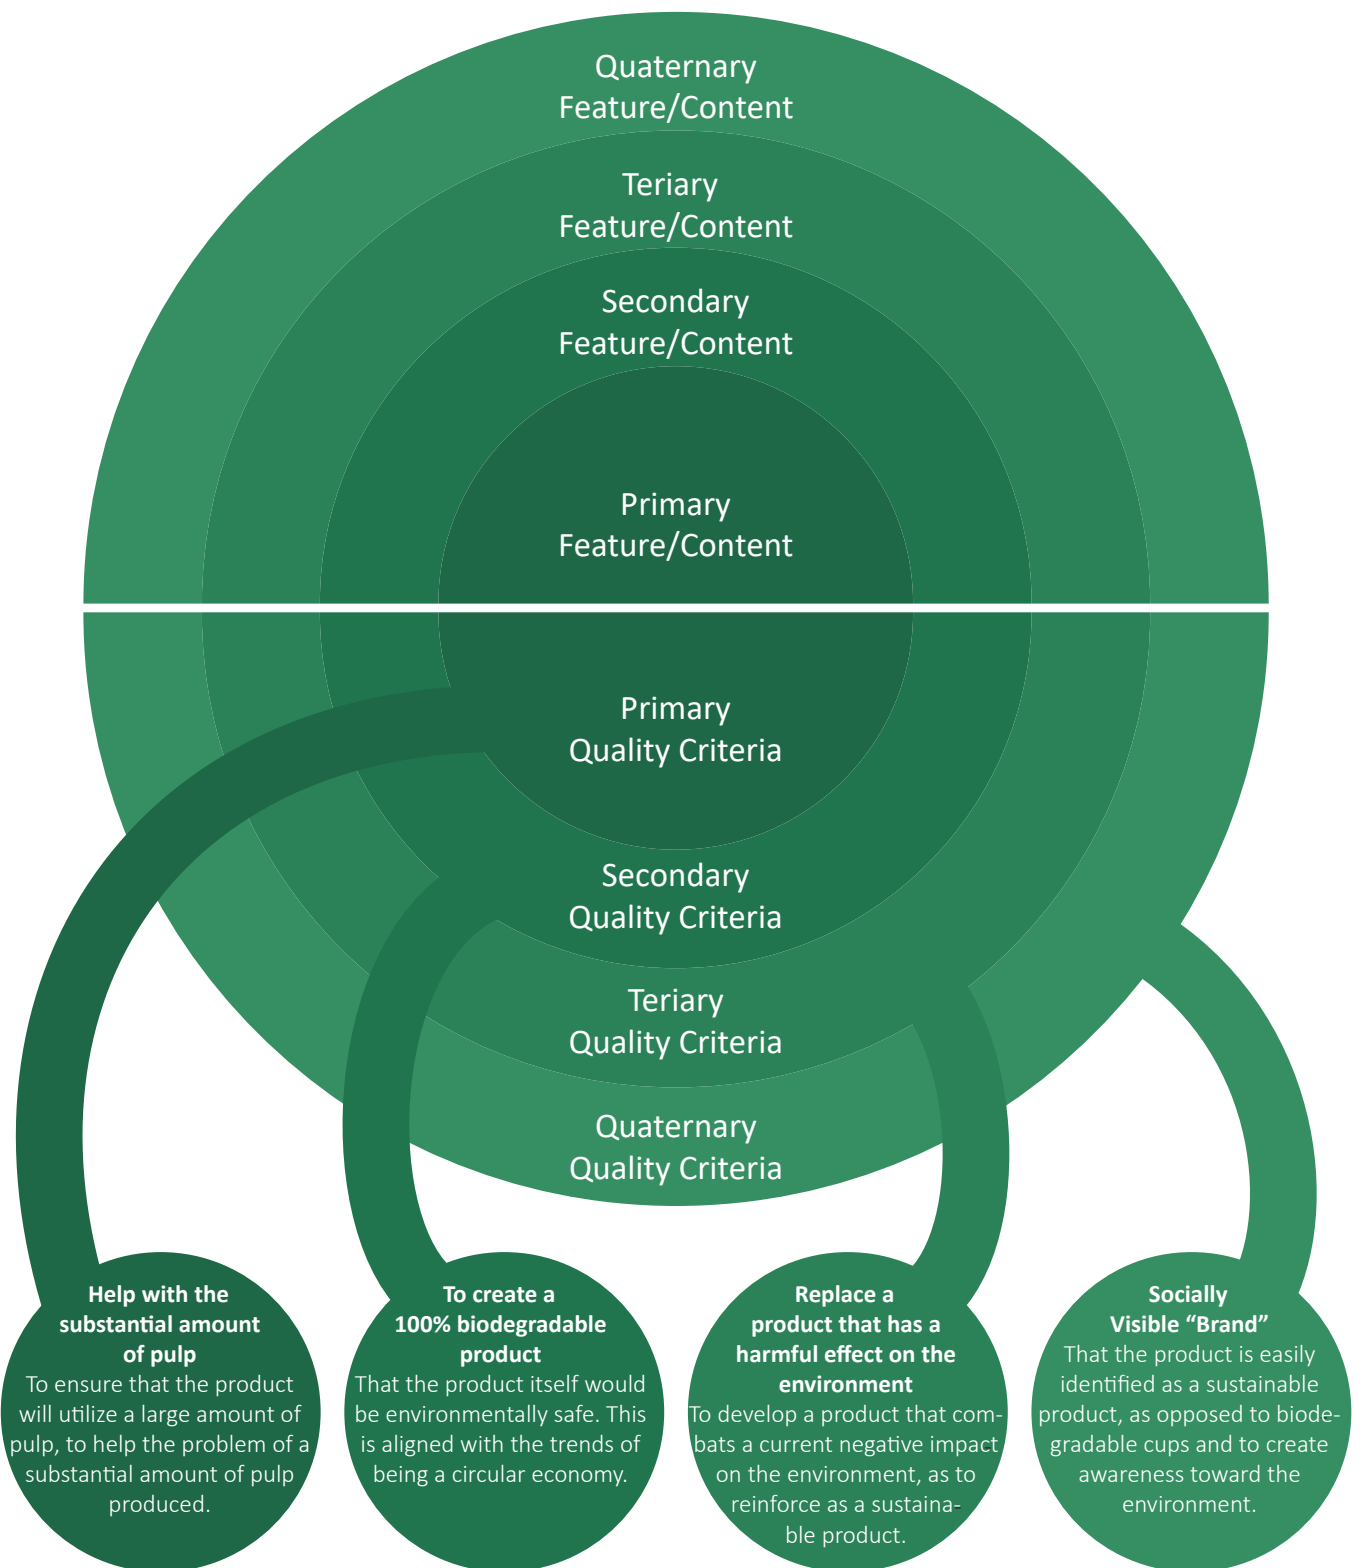 Quaternary
Feature/Content
Teriary
Feature/Content
Secondary
Feature/Content
Primary
Feature/Content
Primary
Quality Criteria
Secondary
Quality Criteria
Teriary
Quality Criteria
Quaternary
Quality Criteria
Help with the
substantial amount
of pulp
To ensure that the product
will utilize a large amount of
pulp, to help the problem of a
substantial amount of pulp
produced.
To create a
100% biodegradable
product
That the product itself would
be environmentally safe. This
is aligned with the trends of
being a circular economy.
Replace a
product that has a
harmful effect on the
environment
To develop a product that com-
bats a current negative impact
on the environment, as to
reinforce as a sustaina-
ble product.
Socially
Visible “Brand”
That the product is easily
identified as a sustainable
product, as opposed to biode-
gradable cups and to create
awareness toward the
environment.